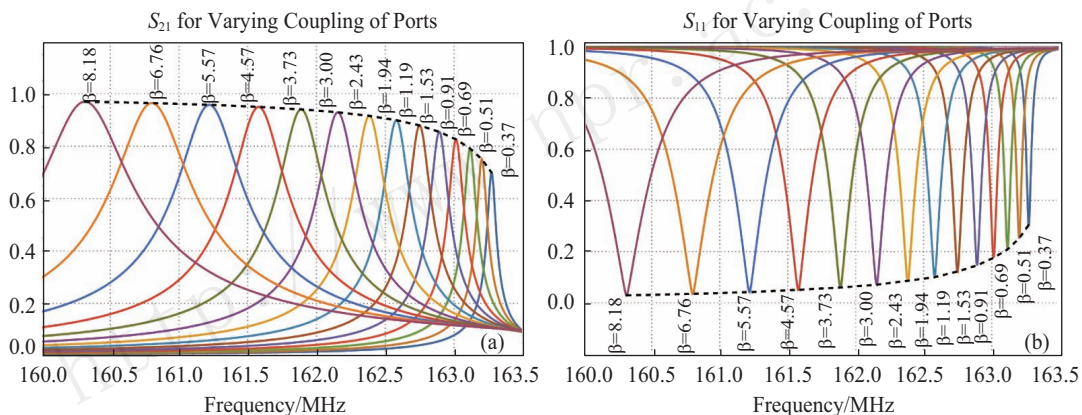 S21 for Varying Coupling of Ports
β=8.18
β=6.76
β=5.57
β=4.57
β=3.73
β=3.00
β=2.43
β=1.94
β=1.19
β=1.53
β=0.91
β=0.69
β=0.51
β=0.37
1.0
0.8
0.6
0.4
0.2
0.0
(a)
160.0 160.5 161.0 161.5 162.0 162.5 163.0 163.5
Frequency/MHz
S11 for Varying Coupling of Ports
1.0
0.8
0.6
0.4
0.2
0.0
β=8.18
β=6.76
β=5.57
β=4.57
β=3.73
β=3.00
β=2.43
β=1.94
β=1.19
β=1.53
β=0.91
β=0.69
β=0.51
β=0.37
(b)
160.0 160.5 161.0 161.5 162.0 162.5 163.0 163.5
Frequency/MHz